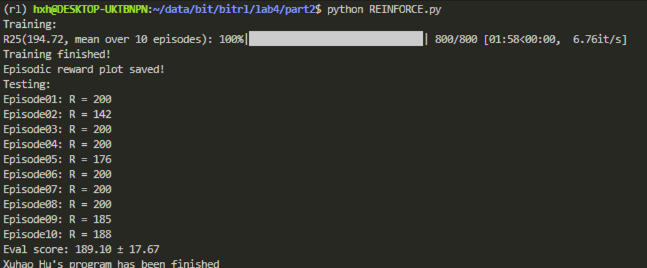 (rl) hxh@DESKTOP-UKTBNPN:~/data/bit/bitrl/lab4/part2$ python REINFORCE.py
Training:
R25(194.72, mean over 10 episodes): 100%|| 800/800 [01:58<00:00,  6.76it/s]
Training finished!
Episodic reward plot saved!
Testing:
Episode01: R = 200
Episode02: R = 142
Episode03: R = 200
Episode04: R = 200
Episode05: R = 176
Episode06: R = 200
Episode07: R = 200
Episode08: R = 200
Episode09: R = 185
Episode10: R = 188
Eval score: 189.10 ± 17.67
Xuhao Hu's program has been finished